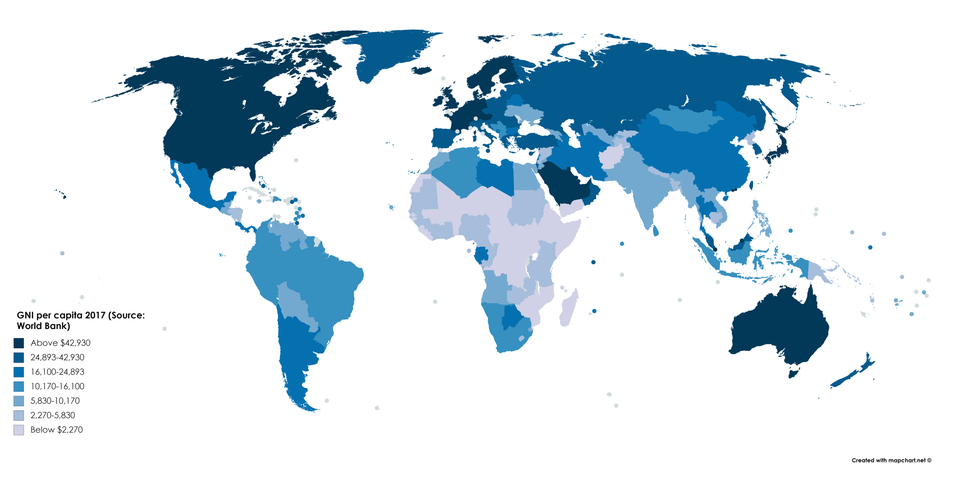 GNI per capita 2017 (Source:
World Bank)
Above $42,930
24,893-42,930
16,100-24,893
10,170-16,100
5,830-10,170
2,270-5,830
Below $2,270
Created with mapchart.net ©